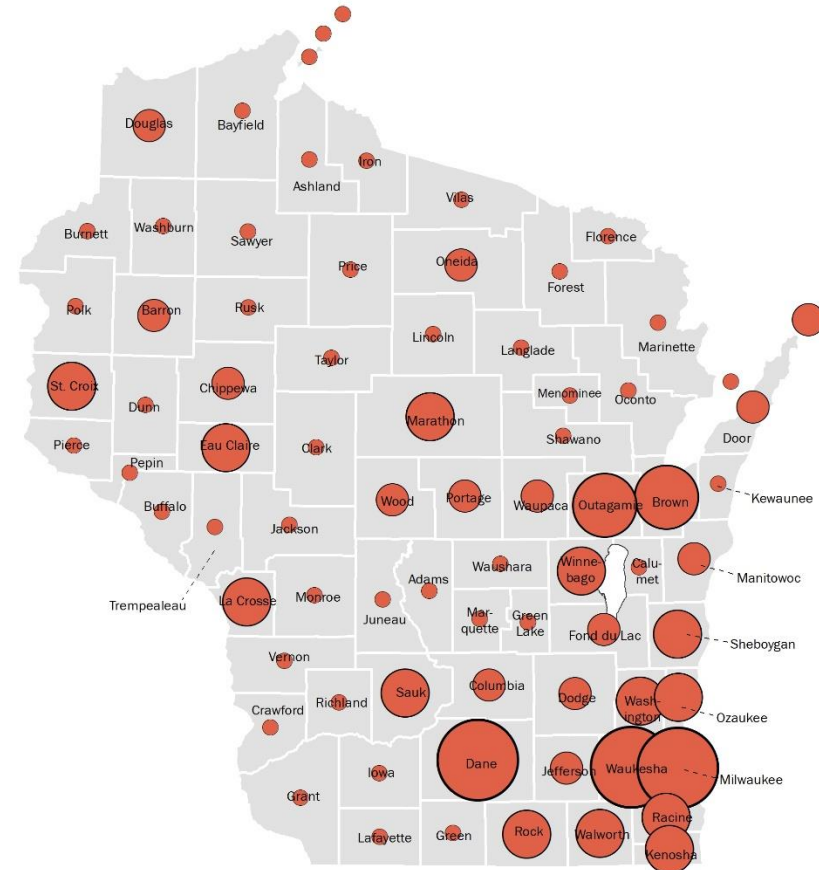 Douglas
Bayfield
Ashland
Iron
Vilas
Burnett
Washburn
Sawyer
Florence
Price
Oneida
Forest
Polk
Barron
Rusk
Lincoln
Langlade
Marinette
Taylor
St. Croix
Dunn
Chippewa
Menominee
Oconto
Marathon
Door
Pierce
Eau Claire
Clark
Shawano
Pepin
Wood
Portage
Waupaca
Outagamie
Brown
Kewaunee
Buffalo
Jackson
Waushara
Winne-
bago
Calu-
met
Manitowoc
Trempealeau
La Crosse
Monroe
Juneau
Adams
Mar-
quette
Green
Lake
Fond du Lac
Sheboygan
Vernon
Richland
Sauk
Columbia
Dodge
Wash-
ington
Ozaukee
Crawford
Dane
Iowa
Jefferson
Waukesha
Milwaukee
Grant
Lafayette
Green
Rock
Walworth
Racine
Kenosha